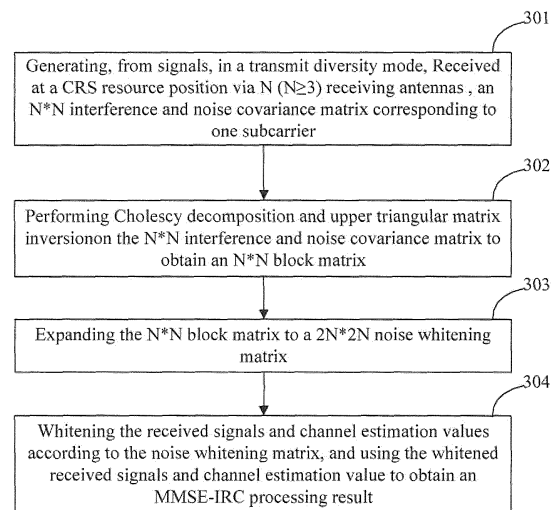 301
Generating, from signals, in a transmit diversity mode, Received
at a CRS resource position via N (N≥3) receiving antennas , an
N*N interference and noise covariance matrix corresponding to
one subcarrier
302
Performing Cholescy decomposition and upper triangular matrix
inversionon the N*N interference and noise covariance matrix to
obtain an N*N block matrix
303
Expanding the N*N block matrix to a 2N*2N noise whitening
matrix
304
Whitening the received signals and channel estimation values
according to the noise whitening matrix, and using the whitened
received signals and channel estimation value to obtain an
MMSE-IRC processing result